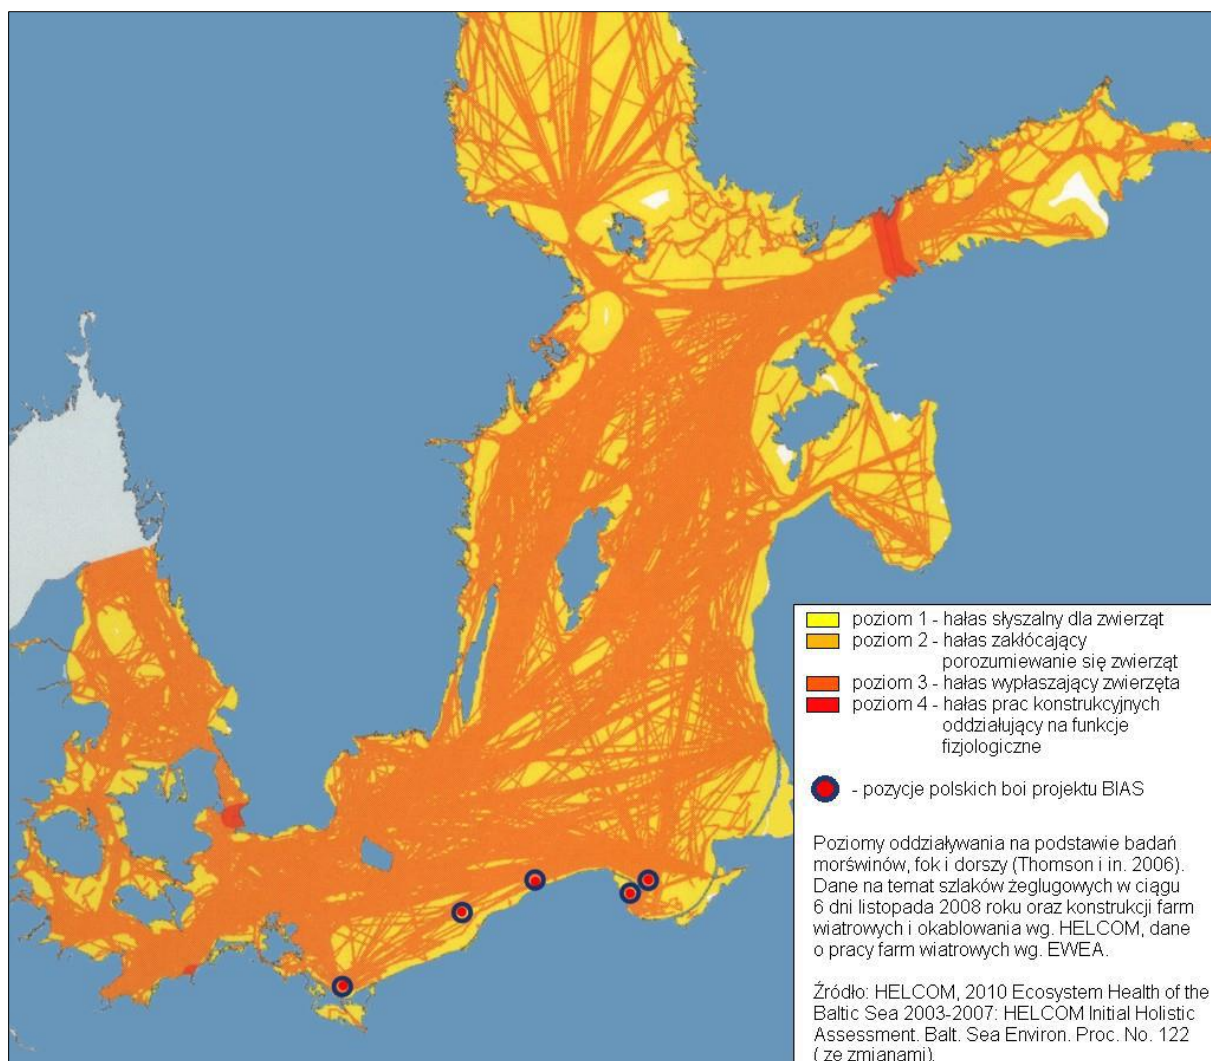 poziom 1 - hałas słyszalny dla zwierząt
poziom 2 - hałas zakłócający
porozumiewanie się zwierząt
poziom 3 - hałas wypłaszający zwierzęta
poziom 4 - hałas prac konstrukcyjnych
oddziałujący na funkcje
fizjologiczne
- pozycje polskich boi projektu BIAS
Poziomy oddziaływania na podstawie badań
morświnów, fok i dorszy (Thomson i in. 2006).
Dane na temat szlaków żeglugowych w ciągu
6 dni listopada 2008 roku oraz konstrukcji farm
wiatrowych i okablowania wg. HELCOM, dane
o pracy farm wiatrowych wg. EWEA.
Źródło: HELCOM, 2010 Ecosystem Health of the
Baltic Sea 2003-2007: HELCOM Initial Holistic
Assessment. Balt. Sea Environ. Proc. No. 122
( ze zmianami).